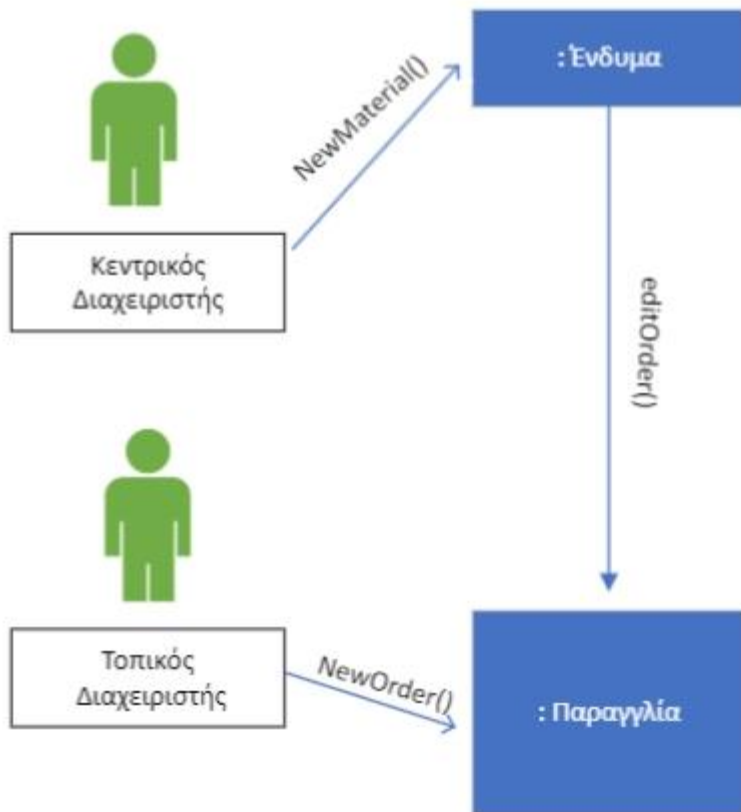 : Ένδυμα
NewMaterial()
Κεντρικός
Διαχειριστής
editOrder()
Τοπικός
Διαχειριστής
NewOrder()
: Παραγγλία